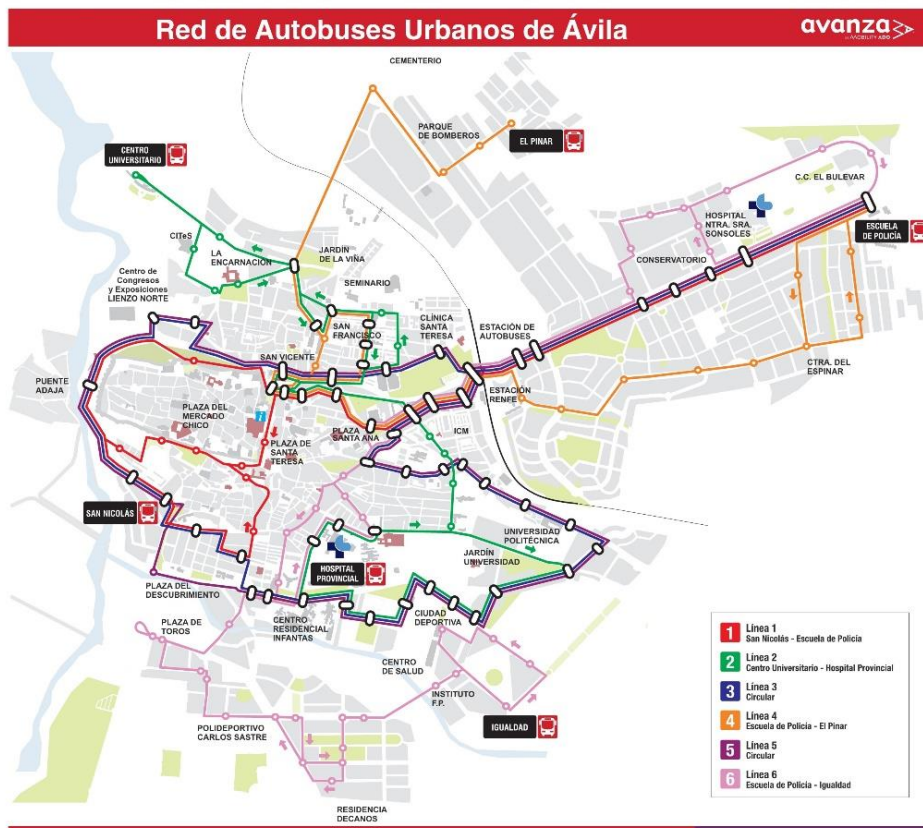 Red de Autobuses Urbanos de Ávila
avanza
a MOBILITY ADO
CEMENTERIO
PARQUE
DE BOMBEROS
EL PINAR
CENTRO
UNIVERSITARIO
C.C. EL BULEVAR
HOSPITAL
NTRA. SRA.
SONSOLES
ESCUELA
DE POLICÍA
CITeS
LA
ENCARNACIÓN
JARDÍN
DE LA VIÑA
CONSERVATORIO
Centro de
Congresos
y Exposiciones
LIENZO NORTE
SEMINARIO
SAN
FRANCISCO
CLÍNICA
SANTA
TERESA
ESTACIÓN DE
AUTOBUSES
SAN VICENTE
CTRA. DEL
ESPINAR
PUENTE
ADAJA
ESTACIÓN
RENFE
PLAZA DEL
MERCADO
CHICO
i
PLAZA DE
SANTA
TERESA
PLAZA
SANTA ANA
ICM
SAN NICOLÁS
UNIVERSIDAD
POLITÉCNICA
JARDÍN
UNIVERSIDAD
HOSPITAL
PROVINCIAL
PLAZA DEL
DESCUBRIMIENTO
PLAZA DE
TOROS
CENTRO
RESIDENCIAL
INFANTAS
CIUDAD
DEPORTIVA
CENTRO
DE SALUD
INSTITUTO
F.P.
IGUALDAD
POLIDEPORTIVO
CARLOS SASTRE
RESIDENCIA
DECANOS
1 Línea 1
San Nicolás - Escuela de Policía
2 Línea 2
Centro Universitario - Hospital Provincial
3 Línea 3
Circular
4 Línea 4
Escuela de Policía - El Pinar
5 Línea 5
Circular
6 Línea 6
Escuela de Policía - Igualdad